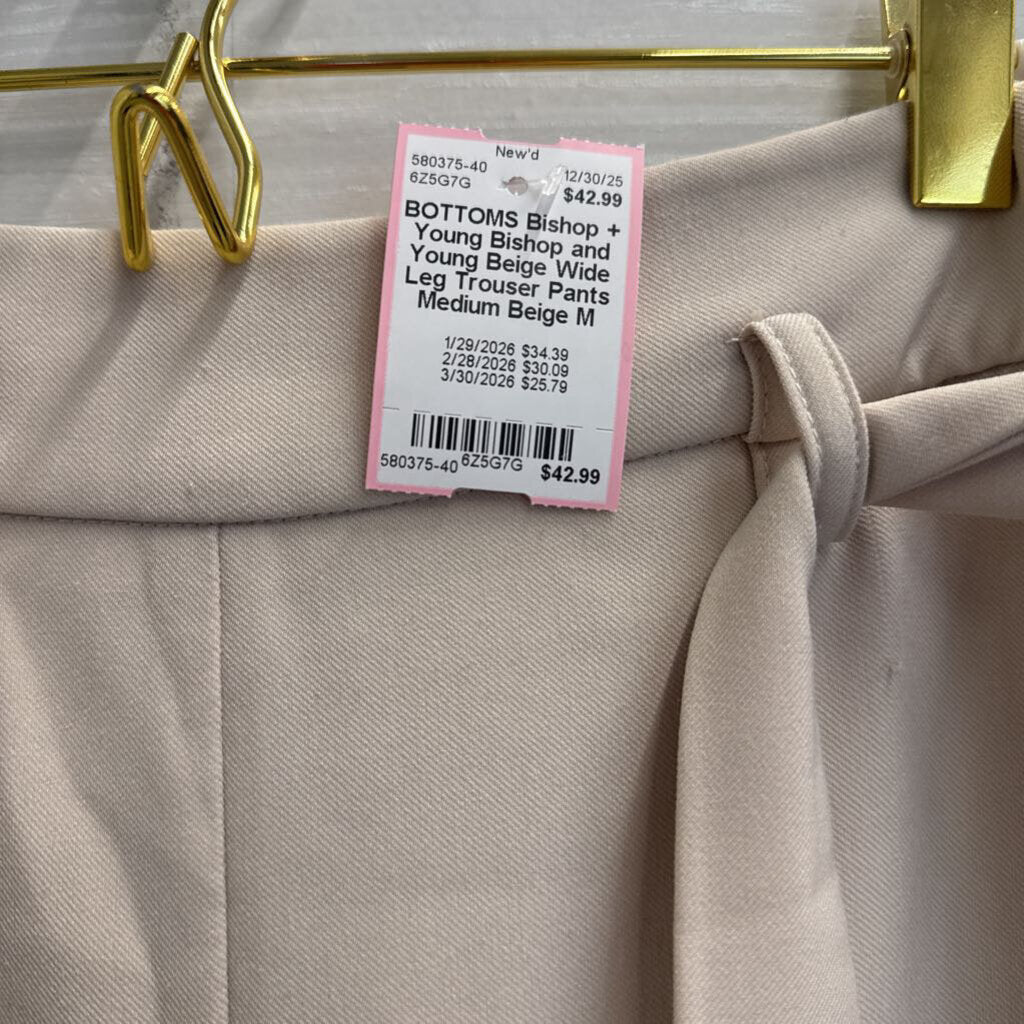 New'd
580375-40 12/30/25
6Z5G7G $42.99
BOTTOMS Bishop +
Young Bishop and
Young Beige Wide
Leg Trouser Pants
Medium Beige M
1/29/2026 $34.39
2/28/2026 $30.09
3/30/2026 $25.79
580375-40 6Z5G7G $42.99